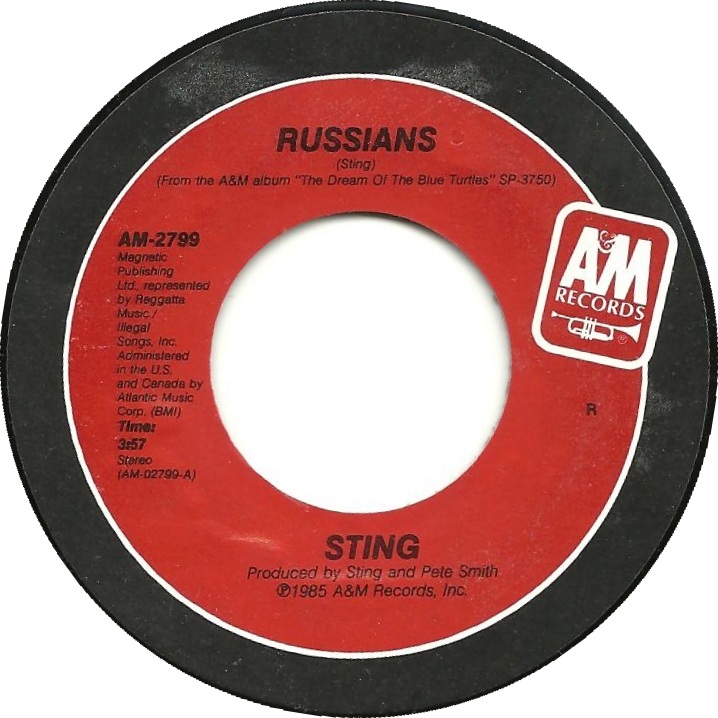 RUSSIANS
(Sting)
(From the A&M album "The Dream Of The Blue Turtles" SP-3750)
AM-2799
Magnetic
Publishing
Ltd., represented
by Reggatta
Music /
Illegal
Songs, Inc.
Administered
in the U.S.
and Canada by
Atlantic Music
Corp. (BMI)
Time:
3:57
Stereo
(AM-02799-A)
A&M
RECORDS
®
R
STING
Produced by Sting and Pete Smith
℗1985 A&M Records, Inc.